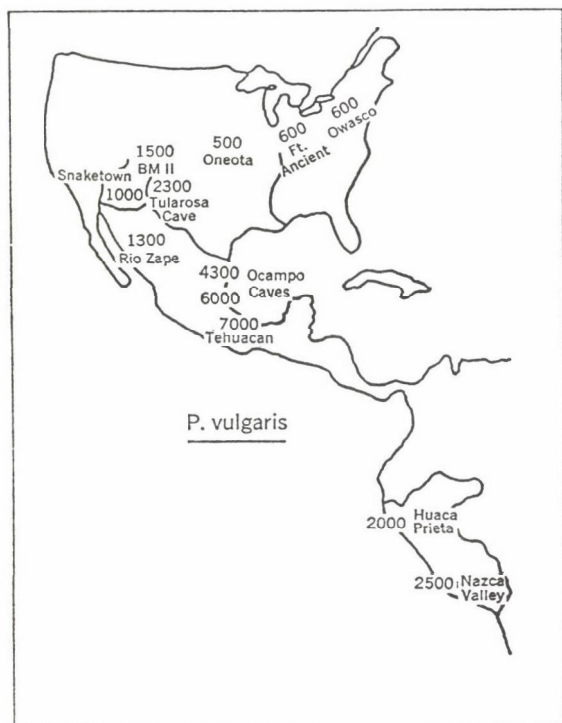 600
Owasco
600
Ft.
Ancient
500
Oneota
1500
BM II
Snaketown
1000
2300
Tularosa
Cave
1300
Rio Zape
4300 Ocampo
6000 Caves
7000
Tehuacan
P. vulgaris
2000 Huaca
Prieta
2500 Nazca
Valley